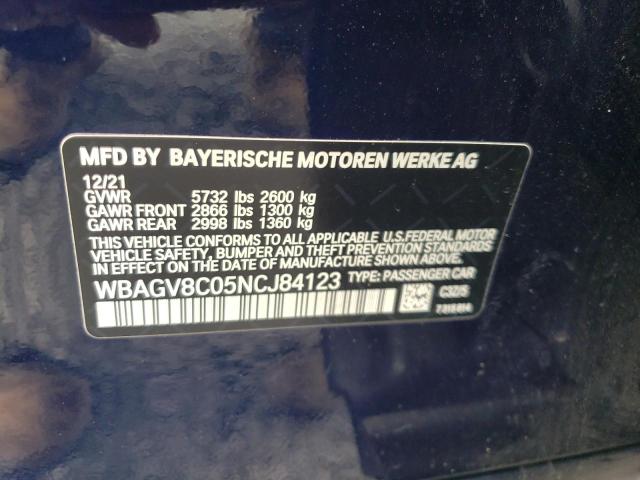 MFD BY BAYERISCHE MOTOREN WERKE AG
12/21
GVWR 5732 lbs 2600 kg
GAWR FRONT 2866 lbs 1300 kg
GAWR REAR 2998 lbs 1360 kg
THIS VEHICLE CONFORMS TO ALL APPLICABLE U.S.FEDERAL MOTOR
VEHICLE SAFETY, BUMPER AND THEFT PREVENTION STANDARDS
IN EFFECT ON THE DATE OF MANUFACTURE SHOWN ABOVE.
WBAGV8C05NCJ84123 TYPE: PASSENGER CAR